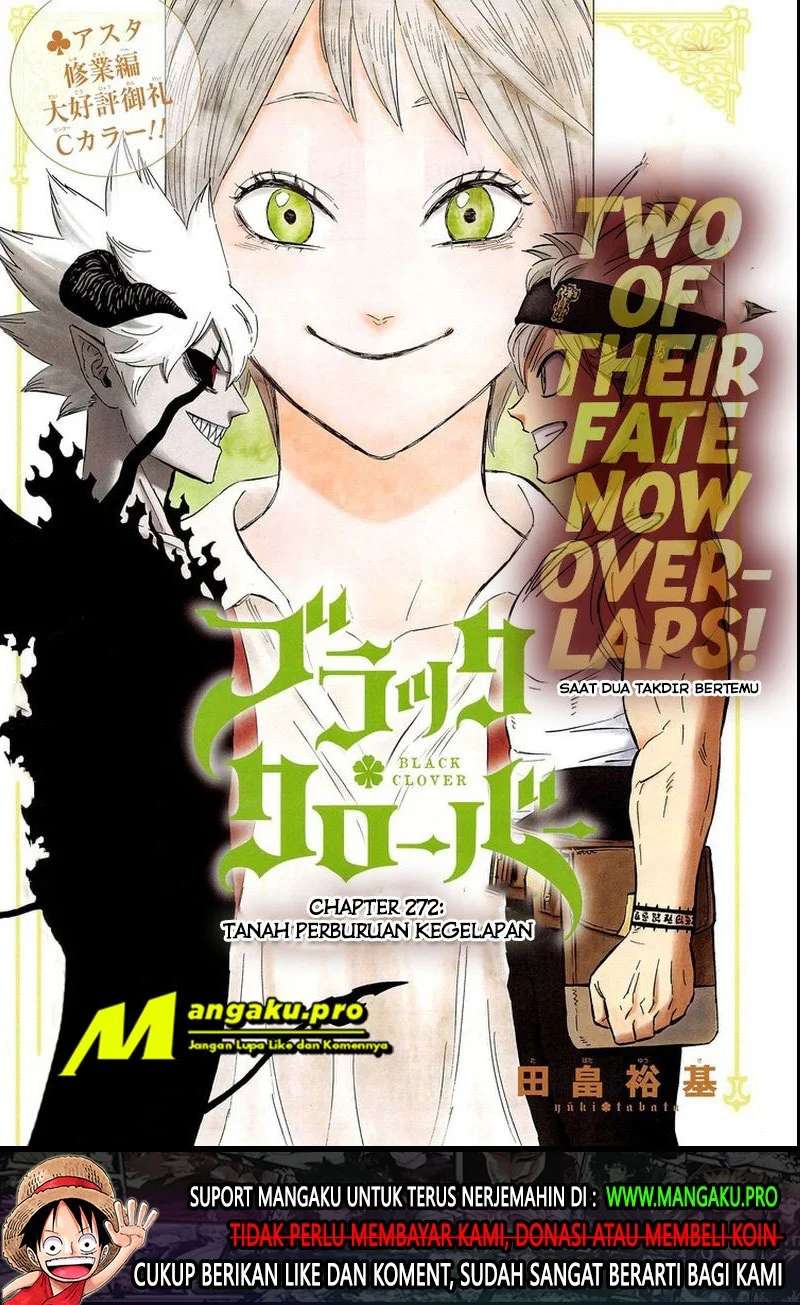 ♣アスタ
修業編
大好評御礼
Cカラー!!
TWO
OF
THEIR
FATE
NOW
OVER-
LAPS!
SAAT DUA TAKDIR BERTEMU
ブラック
BLACK
CLOVER
クローバー
CHAPTER 272:
TANAH PERBURUAN KEGELAPAN
Mangaku.pro
Jangan Lupa Like dan Komennya
田畠裕基
yūki tabata
SUPORT MANGAKU UNTUK TERUS NERJEMAHIN DI : WWW.MANGAKU.PRO
TIDAK PERLU MEMBAYAR KAMI, DONASI ATAU MEMBELI KOIN
CUKUP BERIKAN LIKE DAN KOMENT, SUDAH SANGAT BERARTI BAGI KAMI